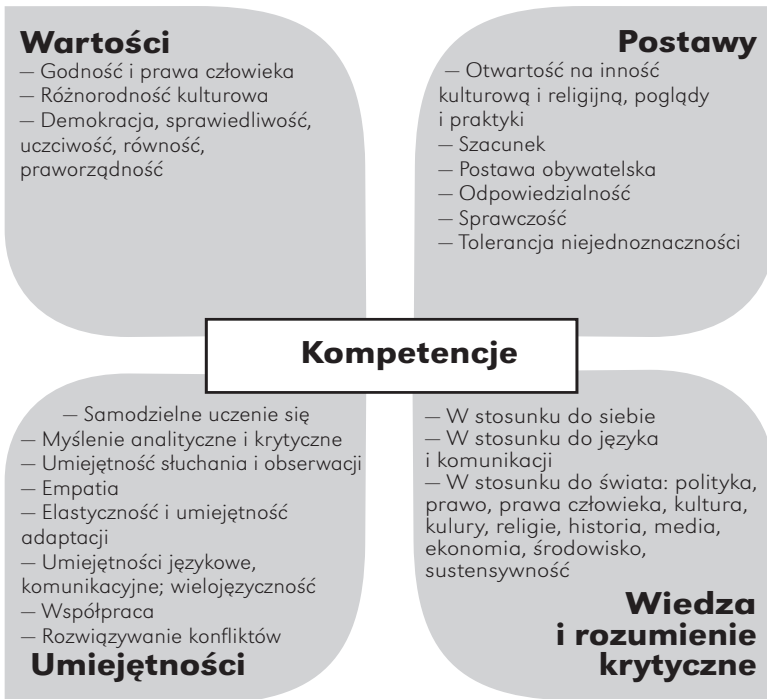 Wartości
– Godność i prawa człowieka
– Różnorodność kulturowa
– Demokracja, sprawiedliwość,
uczciwość, równość,
praworządność
Postawy
– Otwartość na inność
kulturową i religijną, poglądy
i praktyki
– Szacunek
– Postawa obywatelska
– Odpowiedzialność
– Sprawczość
– Tolerancja niejednoznaczności
Kompetencje
– Samodzielne uczenie się
– Myślenie analityczne i krytyczne
– Umiejętność słuchania i obserwacji
– Empatia
– Elastyczność i umiejętność
adaptacji
– Umiejętności językowe,
komunikacyjne; wielojęzyczność
– Współpraca
– Rozwiązywanie konfliktów
Umiejętności
– W stosunku do siebie
– W stosunku do języka
i komunikacji
– W stosunku do świata: polityka,
prawo, prawa człowieka, kultura,
kulury, religie, historia, media,
ekonomia, środowisko,
sustensywność
Wiedza
i rozumienie
krytyczne